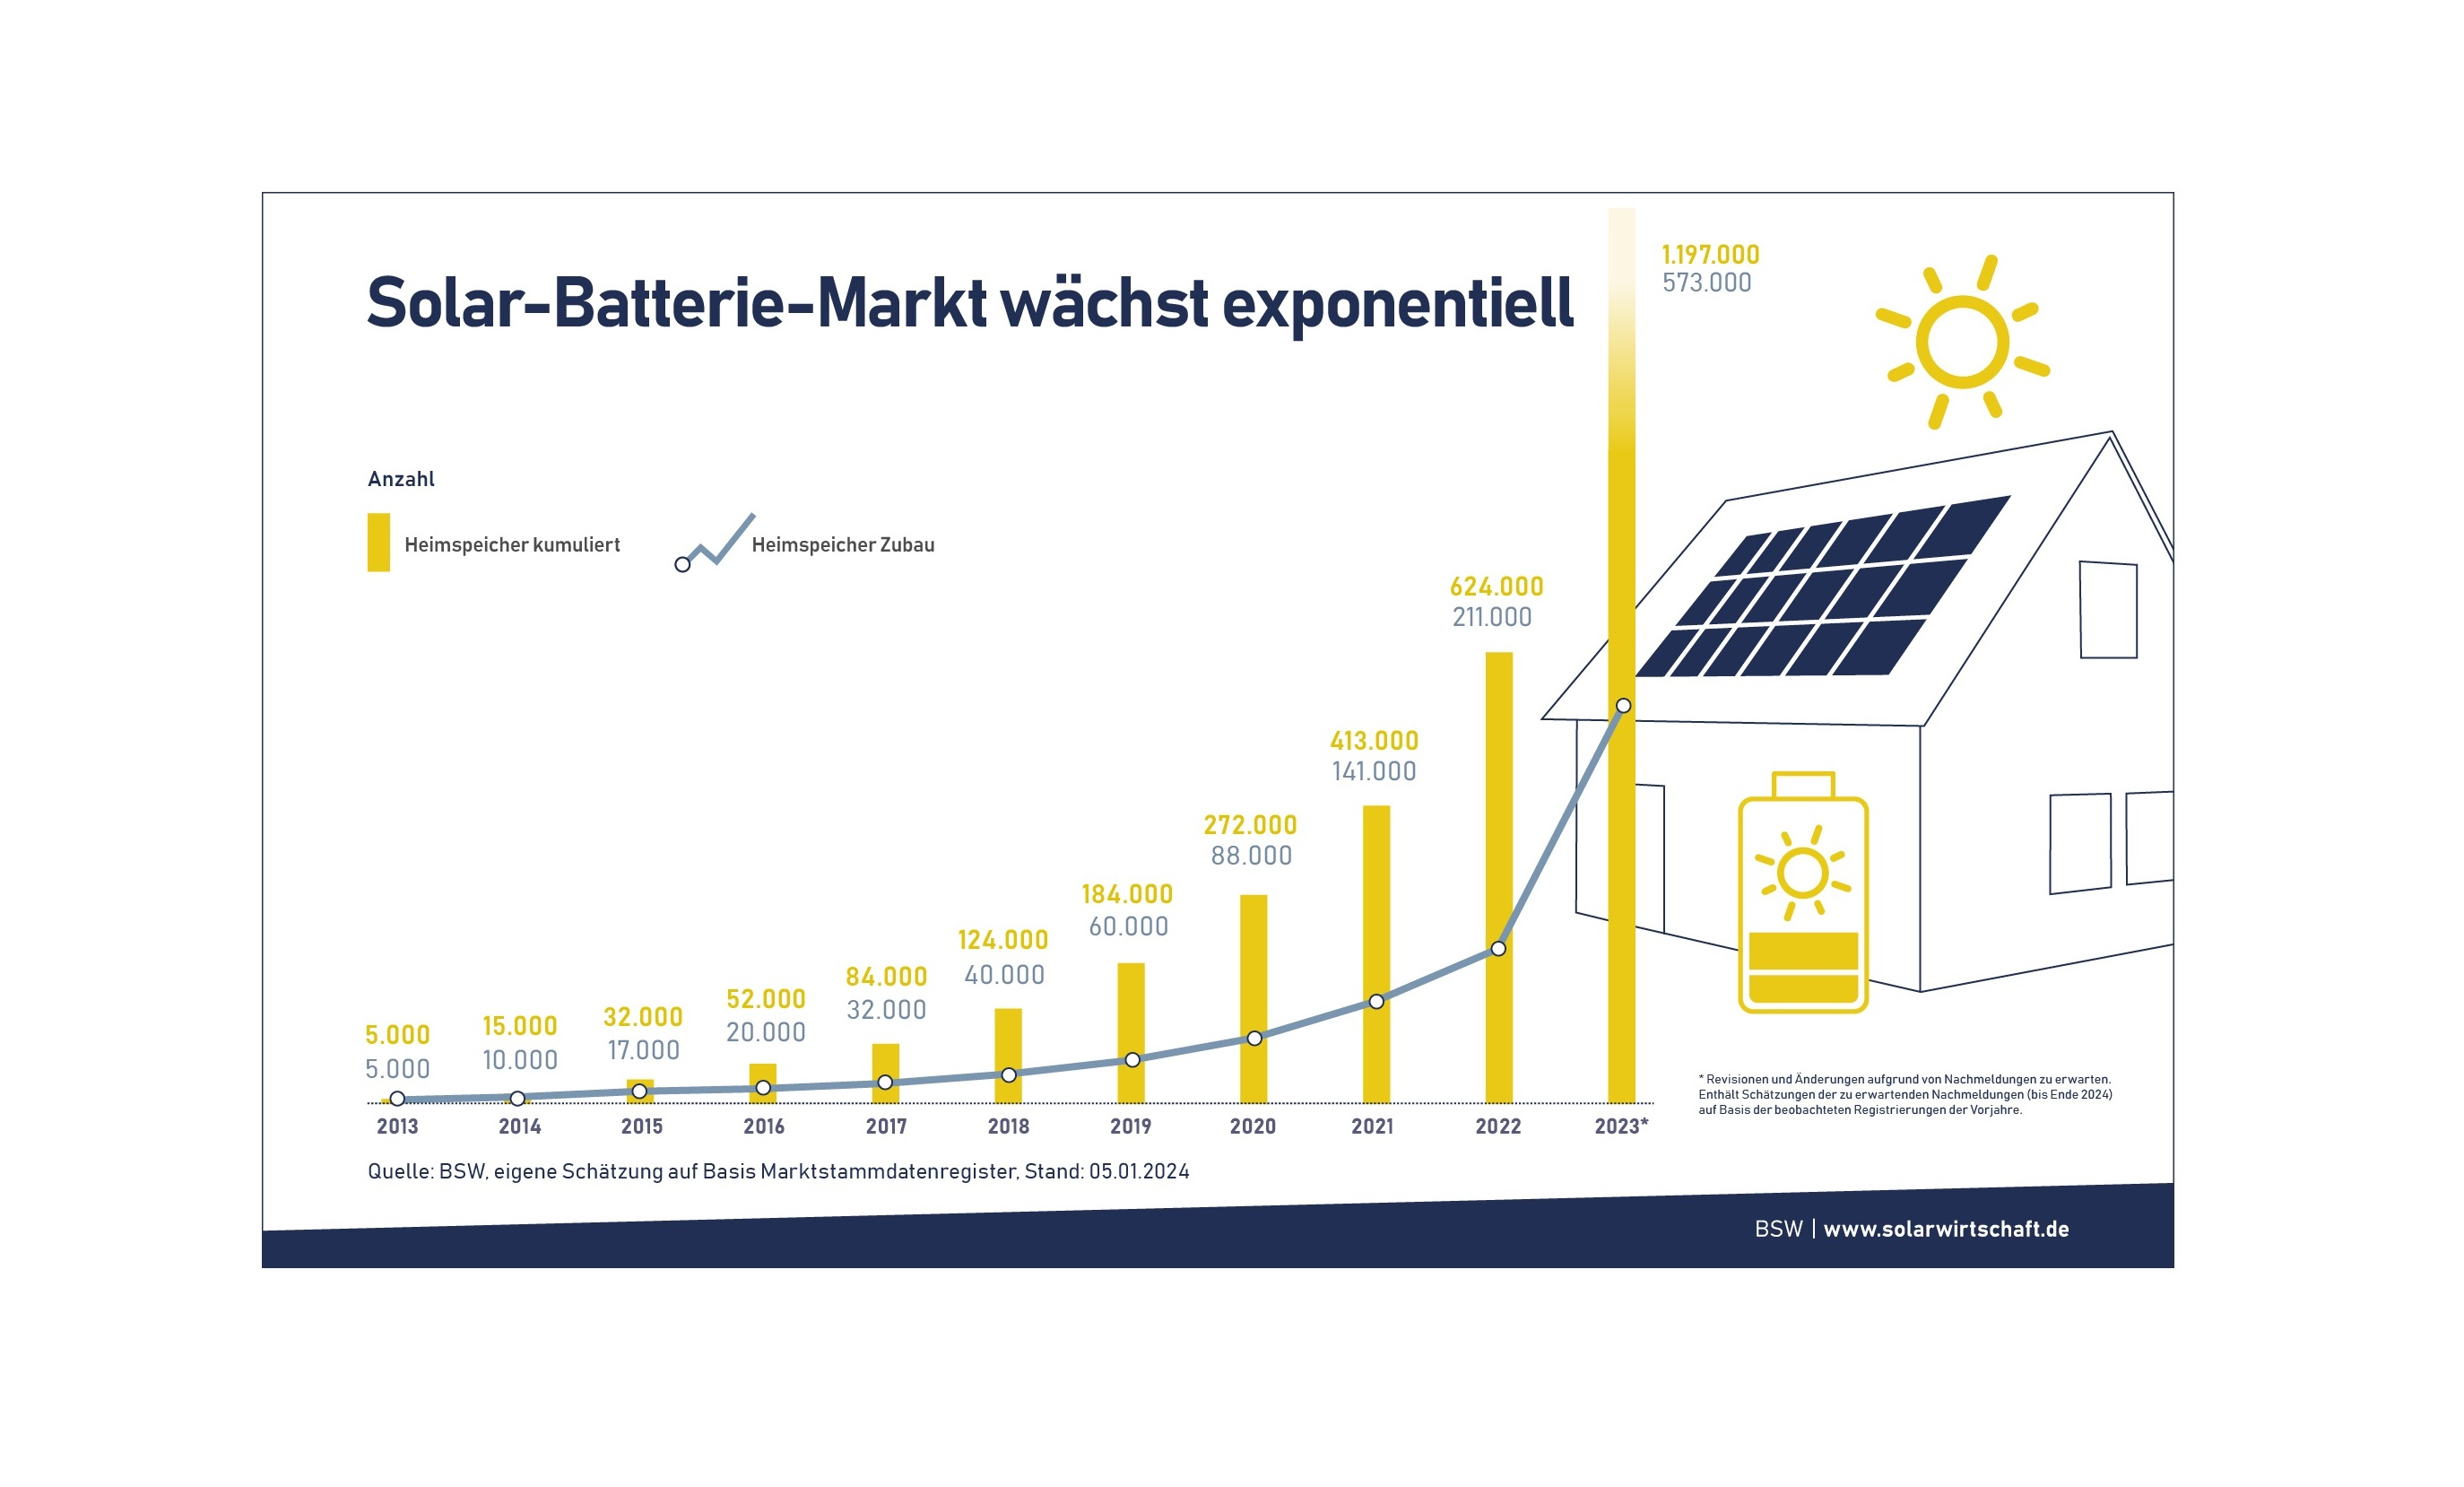 Solar-Batterie-Markt wächst exponentiell
1.197.000
573.000
Anzahl
Heimspeicher kumuliert
Heimspeicher Zubau
5.000
5.000
15.000
10.000
32.000
17.000
52.000
20.000
84.000
32.000
124.000
40.000
184.000
60.000
272.000
88.000
413.000
141.000
624.000
211.000
2013 2014 2015 2016 2017 2018 2019 2020 2021 2022 2023*
* Revisionen und Änderungen aufgrund von Nachmeldungen zu erwarten.
Enthält Schätzungen der zu erwartenden Nachmeldungen (bis Ende 2024)
auf Basis der beobachteten Registrierungen der Vorjahre.
Quelle: BSW, eigene Schätzung auf Basis Marktstammdatenregister, Stand: 05.01.2024
BSW | www.solarwirtschaft.de